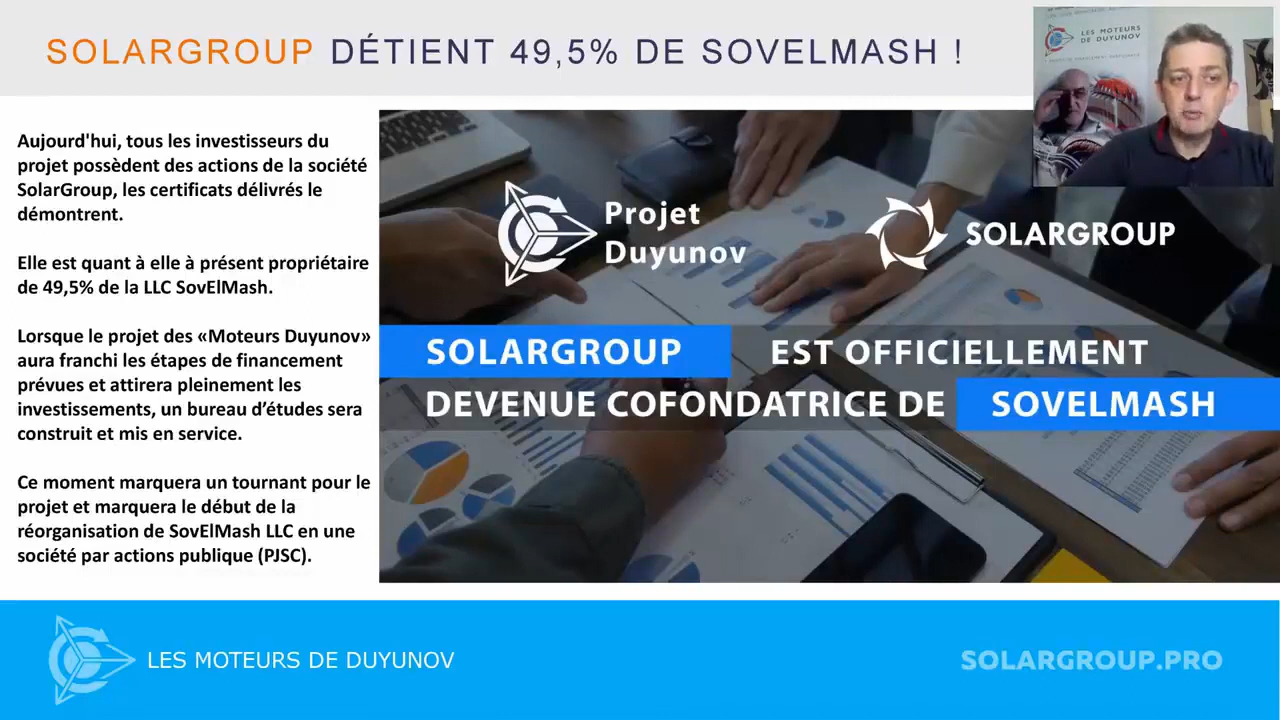 SOLARGROUP DÉTIENT 49,5% DE SOVELMASH !
LES MOTEURS
DE DUYUNOV
Aujourd'hui, tous les investisseurs du
projet possèdent des actions de la société
SolarGroup, les certificats délivrés le
démontrent.
Elle est quant à elle à présent propriétaire
de 49,5% de la LLC SovElMash.
Lorsque le projet des «Moteurs Duyunov»
aura franchi les étapes de financement
prévues et attirera pleinement les
investissements, un bureau d’études sera
construit et mis en service.
Ce moment marquera un tournant pour le
projet et marquera le début de la
réorganisation de SovElMash LLC en une
société par actions publique (PJSC).
Projet
Duyunov
SOLARGROUP
SOLARGROUP EST OFFICIELLEMENT
DEVENUE COFONDATRICE DE SOVELMASH
LES MOTEURS DE DUYUNOV
SOLARGROUP.PRO